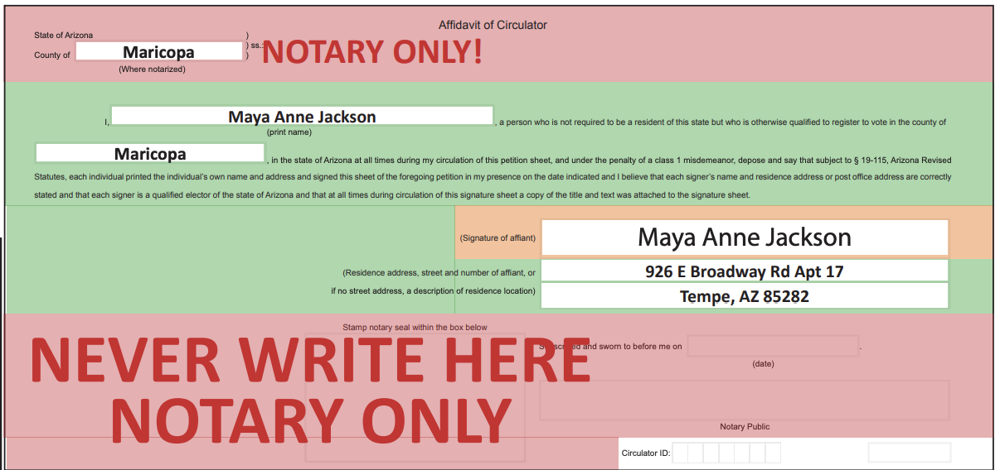 Affidavit of Circulator
State of Arizona )
) ss.:
County of Maricopa )
(Where notarized)
NOTARY ONLY!
I, Maya Anne Jackson, a person who is not required to be a resident of this state but who is otherwise qualified to register to vote in the county of
(print name)
Maricopa, in the state of Arizona at all times during my circulation of this petition sheet, and under the penalty of a class 1 misdemeanor, depose and say that subject to § 19-115, Arizona Revised
Statutes, each individual printed the individual's own name and address and signed this sheet of the foregoing petition in my presence on the date indicated and I believe that each signer's name and residence address or post office address are correctly
stated and that each signer is a qualified elector of the state of Arizona and that at all times during circulation of this signature sheet a copy of the title and text was attached to the signature sheet.
(Signature of affiant) Maya Anne Jackson
(Residence address, street and number of affiant, or 926 E Broadway Rd Apt 17
if no street address, a description of residence location) Tempe, AZ 85282
Stamp notary seal within the box below
Subscribed and sworn to before me on .
(date)
NEVER WRITE HERE
NOTARY ONLY
Notary Public
Circulator ID: